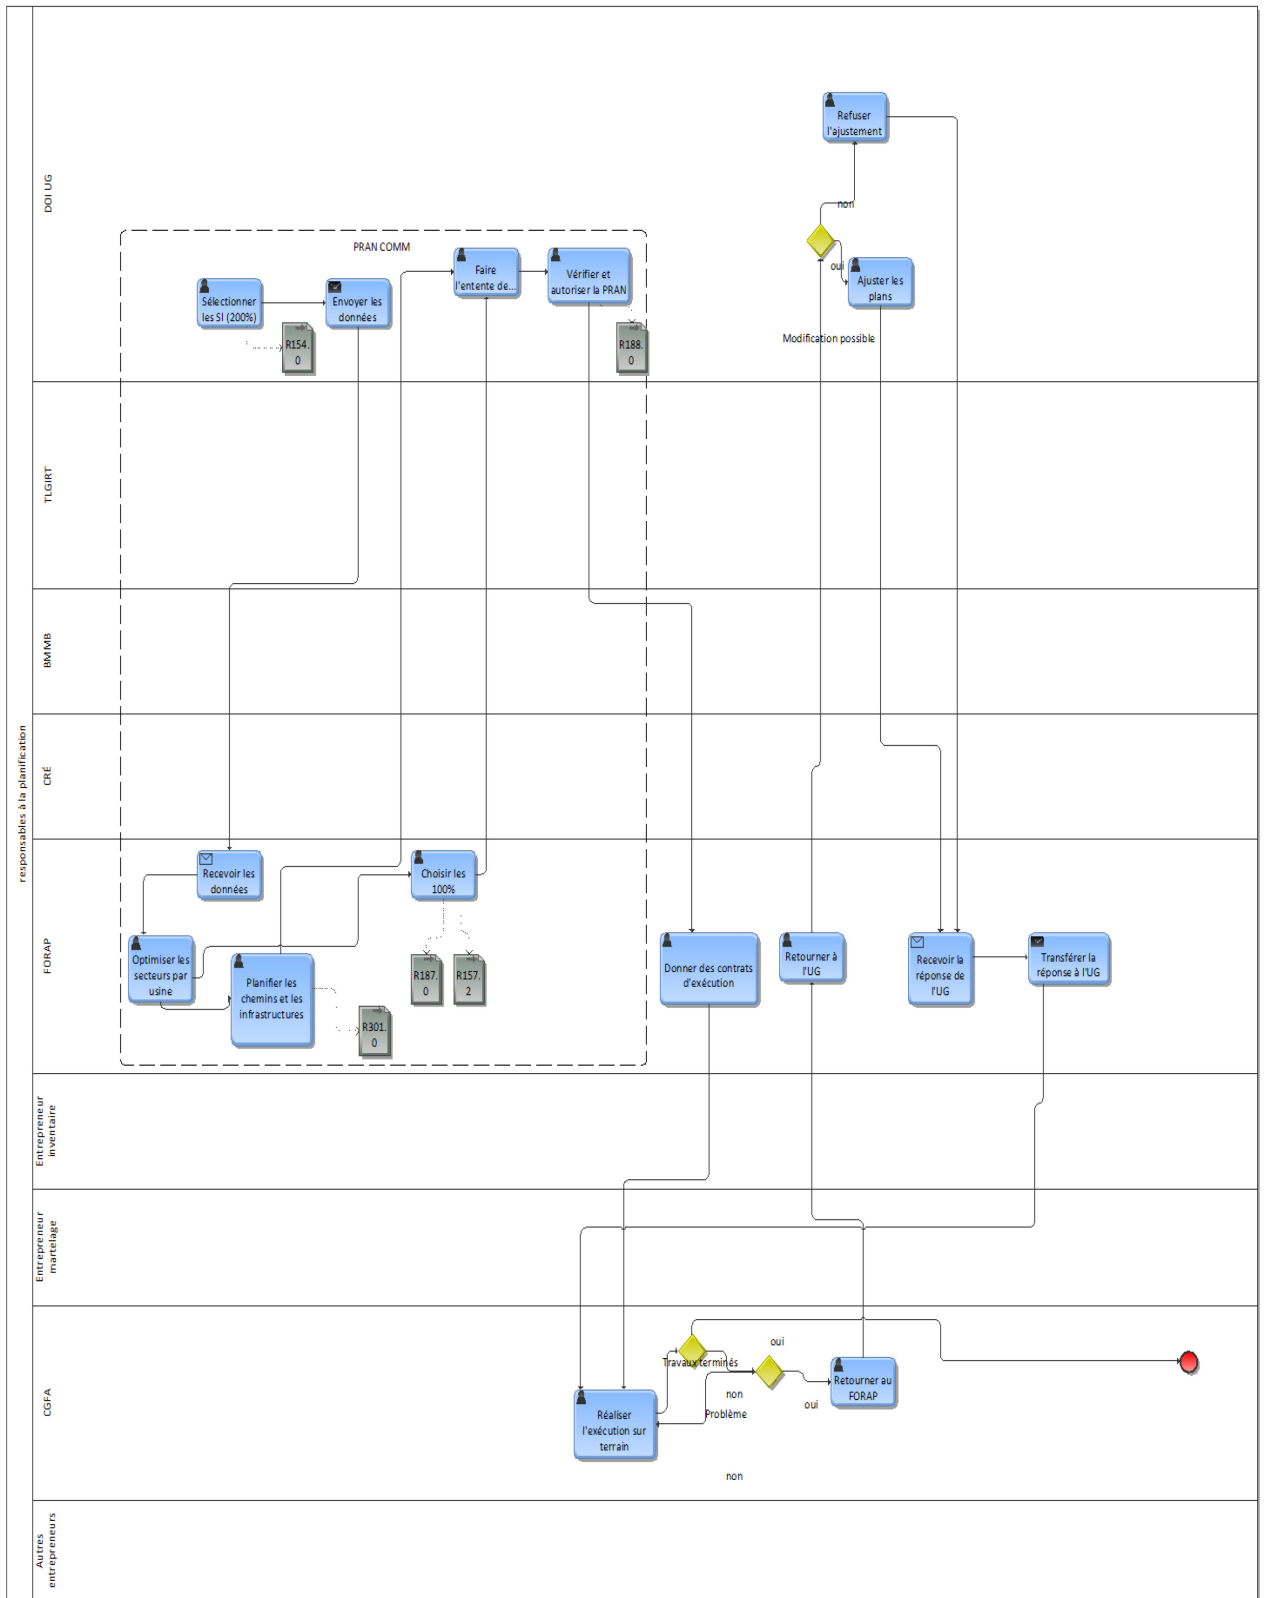 responsables à la planification
DOI UG
Refuser
l'ajustement
non
oui
Ajuster les
plans
Modification possible
PRAN COMM
Sélectionner
les SI (200%)
Envoyer les
données
R154.
0
Faire
l'entente de...
Vérifier et
autoriser la PRAN
R188.
0
TLGIRT
BMMB
CRÉ
FORAP
Recevoir les
données
Choisir les
100%
Optimiser les
secteurs par
usine
Planifier les
chemins et les
infrastructures
R187.
0
R157.
2
R301.
0
Donner des contrats
d'exécution
Retourner à
l'UG
Recevoir la
réponse de
l'UG
Transférer la
réponse à l'UG
Entrepreneur
inventaire
Entrepreneur
martelage
CGFA
Réaliser
l'exécution sur
terrain
Travaux terminés
oui
non
Problème
oui
non
Retourner au
FORAP
Autres
entrepreneurs